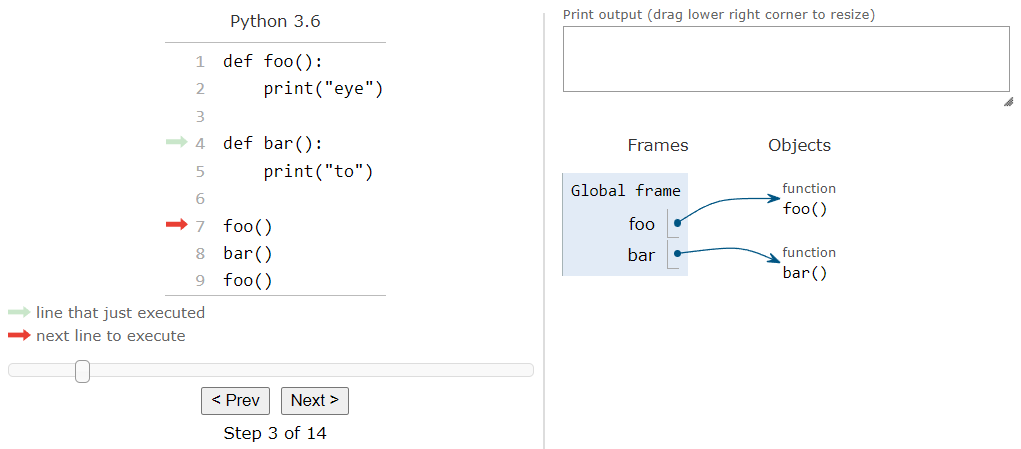 Python 3.6
1 def foo():
2     print("eye")
3
4 def bar():
5     print("to")
6
7 foo()
8 bar()
9 foo()
line that just executed
next line to execute
< Prev
Next >
Step 3 of 14
Print output (drag lower right corner to resize)
Frames
Objects
Global frame
foo
bar
function
foo()
function
bar()